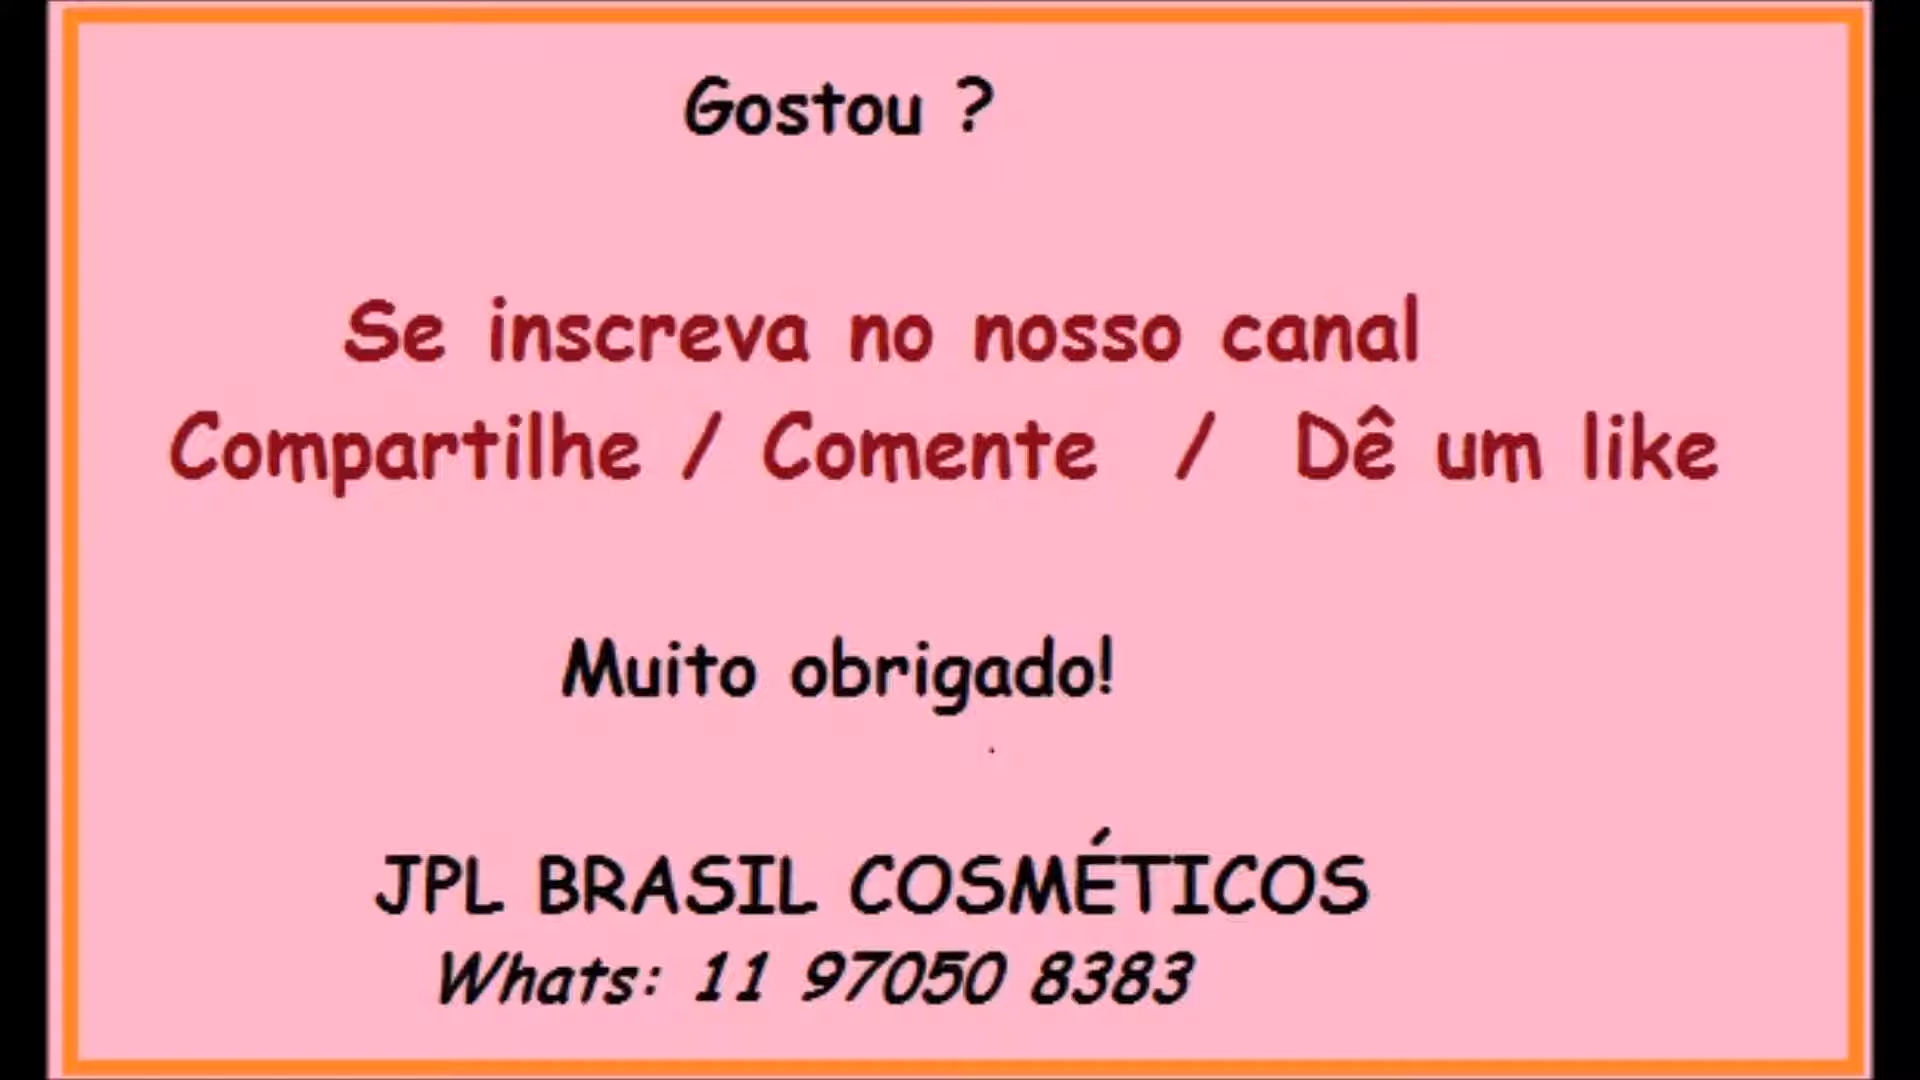 Gostou ?
Se inscreva no nosso canal
Compartilhe / Comente / Dê um like
Muito obrigado!
JPL BRASIL COSMÉTICOS
Whats: 11 97050 8383